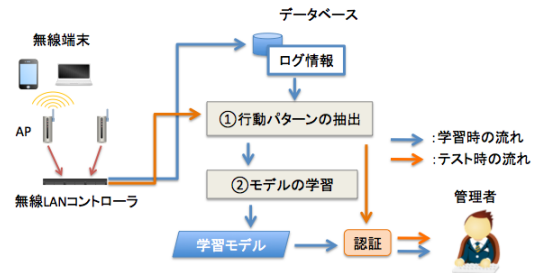 データベース
無線端末
ログ情報
AP
①行動パターンの抽出
:学習時の流れ
:テスト時の流れ
②モデルの学習
無線LANコントローラ
管理者
学習モデル
認証